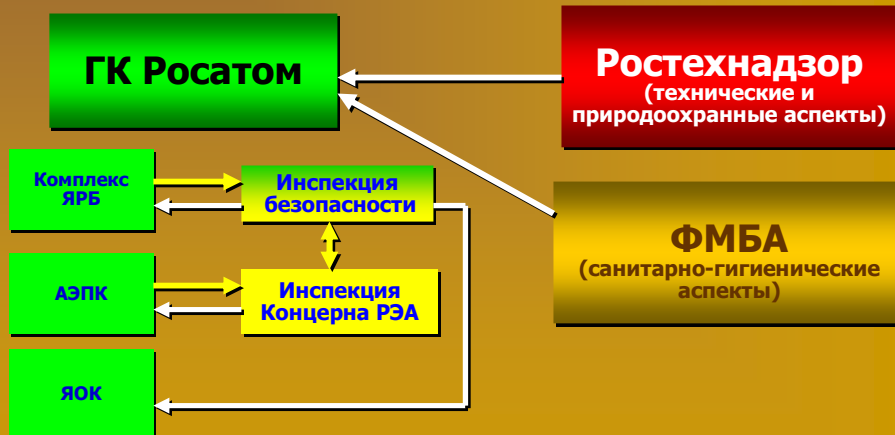 ГК Росатом
Ростехнадзор
(технические и
природоохранные аспекты)
Комплекс
ЯРБ
Инспекция
безопасности
ФМБА
(санитарно-гигиенические
аспекты)
АЭПК
Инспекция
Концерна РЭА
ЯОК